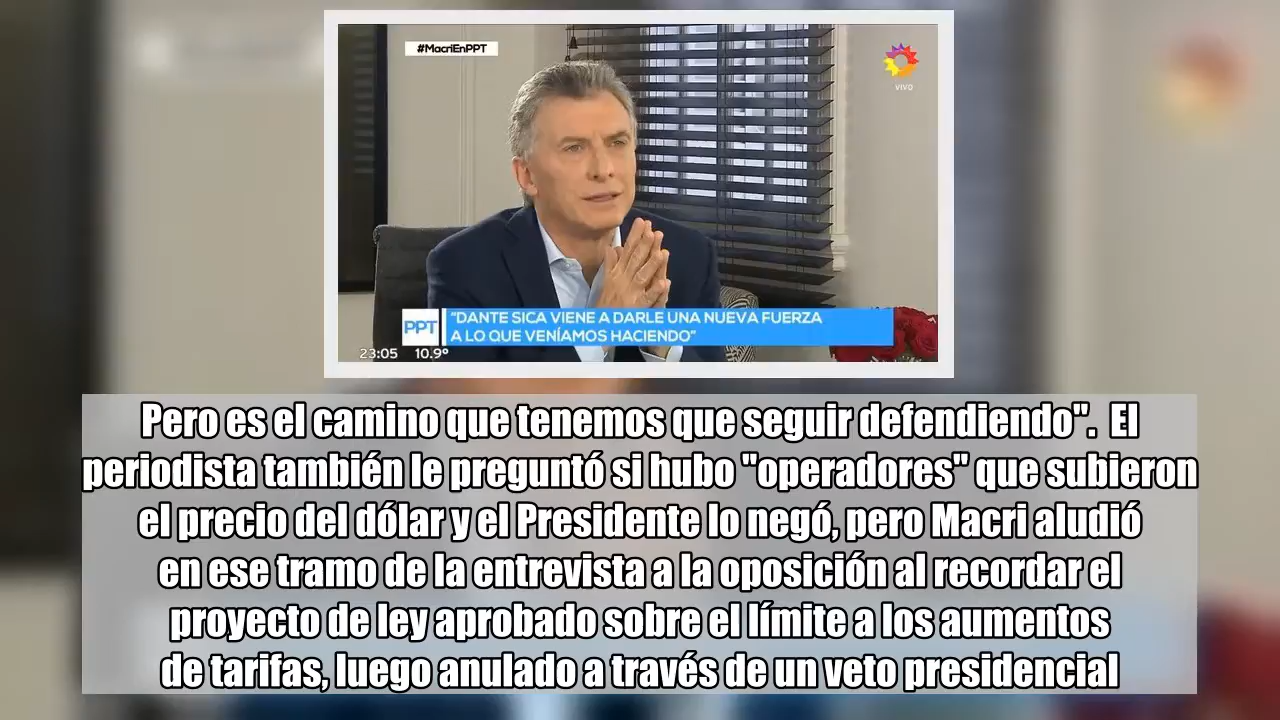 #MacriEnPPT
VIVO
PPT
"DANTE SICA VIENE A DARLE UNA NUEVA FUERZA
A LO QUE VENÍAMOS HACIENDO"
23:05 10.9°
Pero es el camino que tenemos que seguir defendiendo". El
periodista también le preguntó si hubo "operadores" que subieron
el precio del dólar y el Presidente lo negó, pero Macri aludió
en ese tramo de la entrevista a la oposición al recordar el
proyecto de ley aprobado sobre el límite a los aumentos
de tarifas, luego anulado a través de un veto presidencial